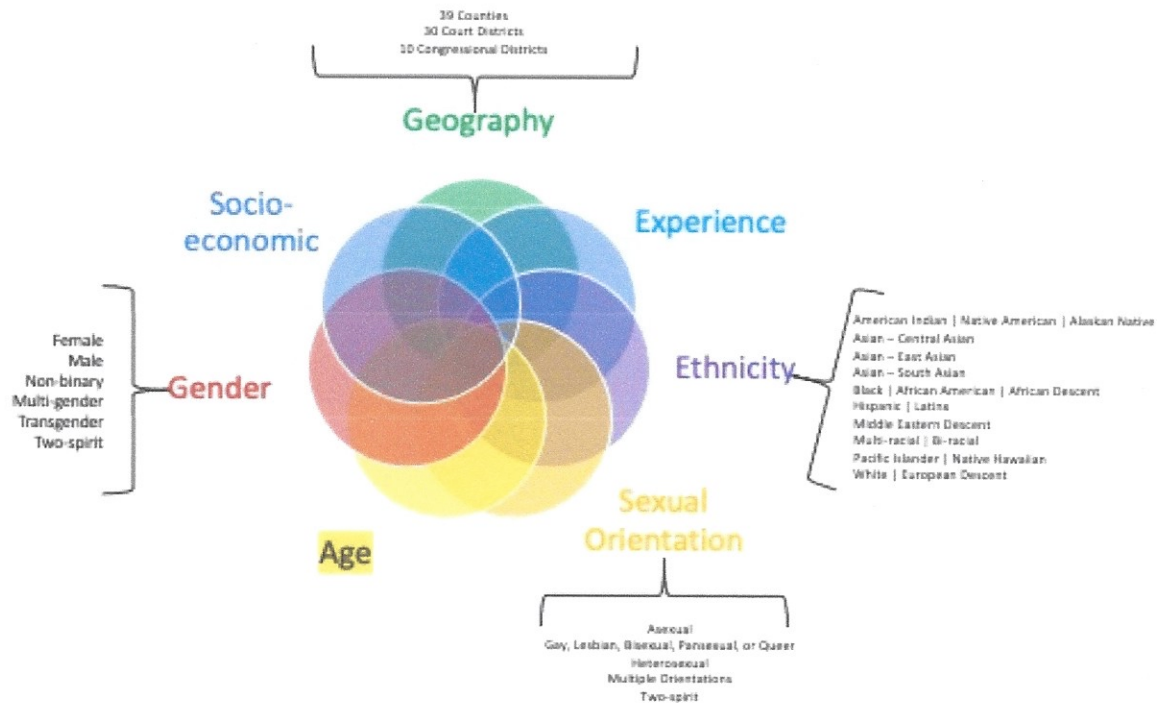 39 Counties
30 Court Districts
10 Congressional Districts
Geography
Socio-
economic
Experience
Female
Male
Non-binary
Multi-gender
Transgender
Two-spirit
Gender
Ethnicity
American Indian | Native American | Alaskan Native
Asian – Central Asian
Asian – East Asian
Asian – South Asian
Black | African American | African Descent
Hispanic | Latinx
Middle Eastern Descent
Multi-racial | Bi-racial
Pacific Islander | Native Hawaiian
White | European Descent
Sexual
Orientation
Age
Asexual
Gay, Lesbian, Bisexual, Pansexual, or Queer
Heterosexual
Multiple Orientations
Two-spirit